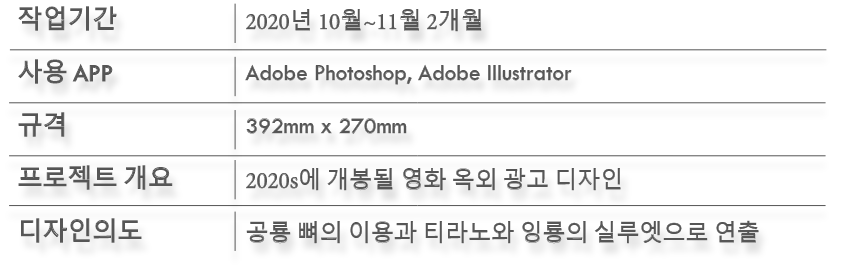 작업기간 2020년 10월~11월 2개월
사용 APP Adobe Photoshop, Adobe Illustrator
규격 392mm x 270mm
프로젝트 개요 2020s에 개봉될 영화 옥외 광고 디자인
디자인의도 공룡 뼈의 이용과 티라노와 잉룡의 실루엣으로 연출